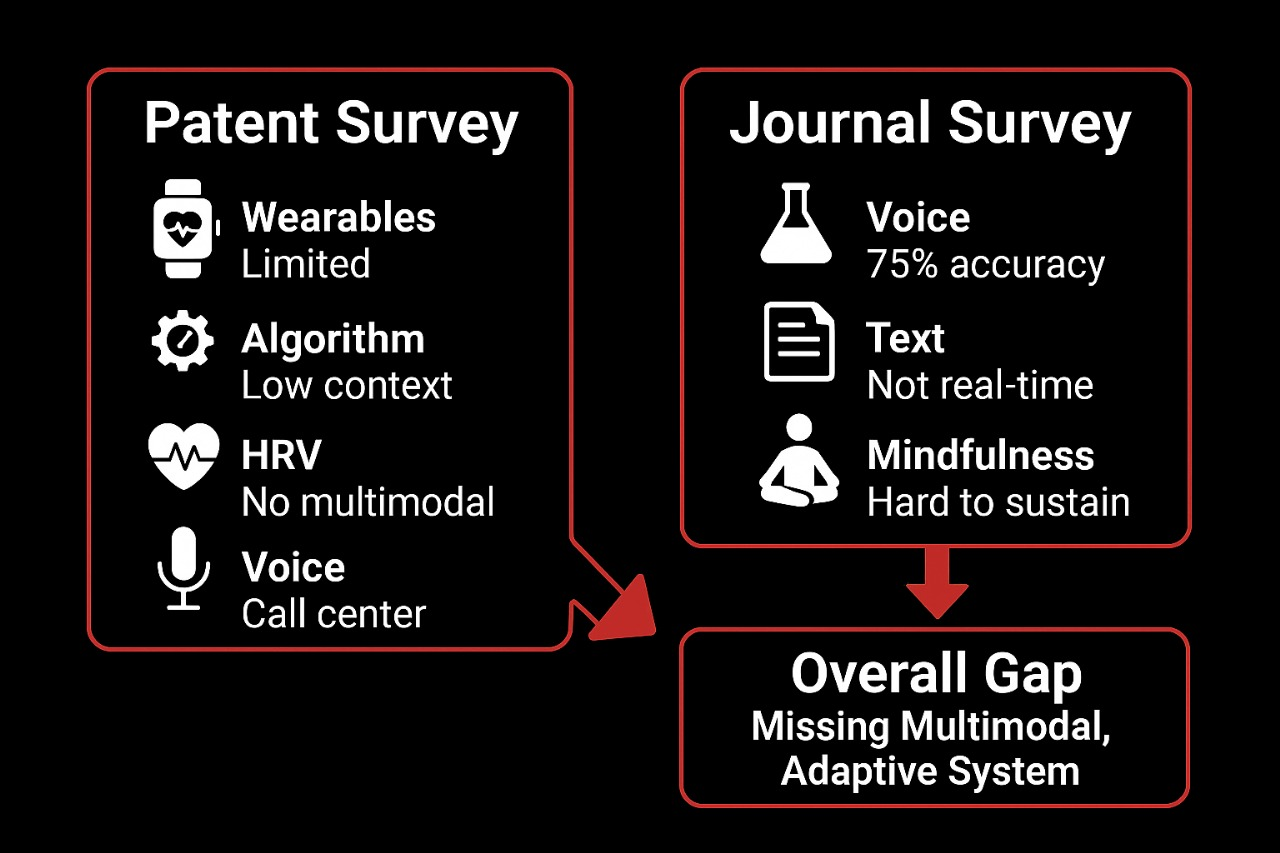 Patent Survey
Wearables
Limited
Algorithm
Low context
HRV
No multimodal
Voice
Call center
Journal Survey
Voice
75% accuracy
Text
Not real-time
Mindfulness
Hard to sustain
Overall Gap
Missing Multimodal,
Adaptive System